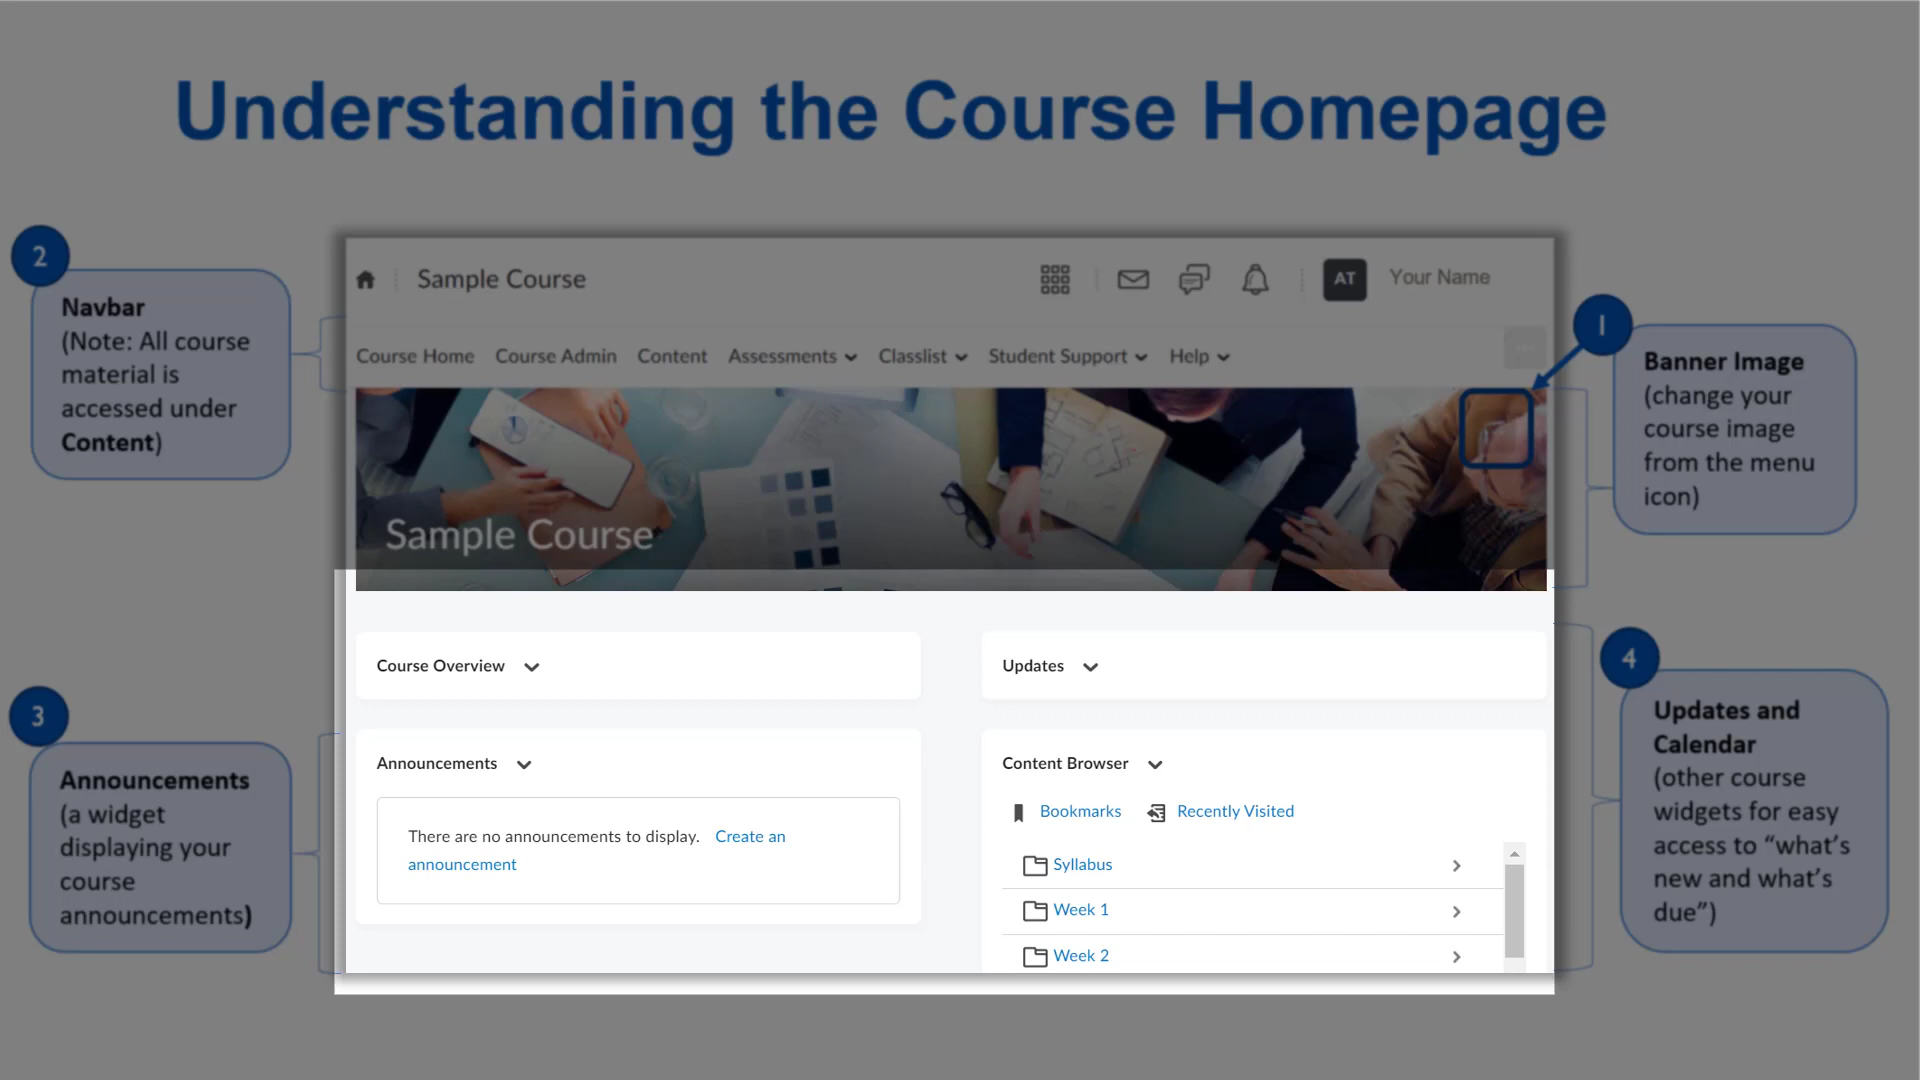 Understanding the Course Homepage
2
Navbar
(Note: All course
material is
accessed under
Content)
3
Announcements
(a widget
displaying your
course
announcements)
Sample Course
AT
Your Name
Course Home
Course Admin
Content
Assessments
Classlist
Student Support
Help
Sample Course
Course Overview
Updates
Announcements
There are no announcements to display. Create an
announcement
Content Browser
Bookmarks
Recently Visited
Syllabus
Week 1
Week 2
1
Banner Image
(change your
course image
from the menu
icon)
4
Updates and
Calendar
(other course
widgets for easy
access to “what’s
new and what’s
due”)